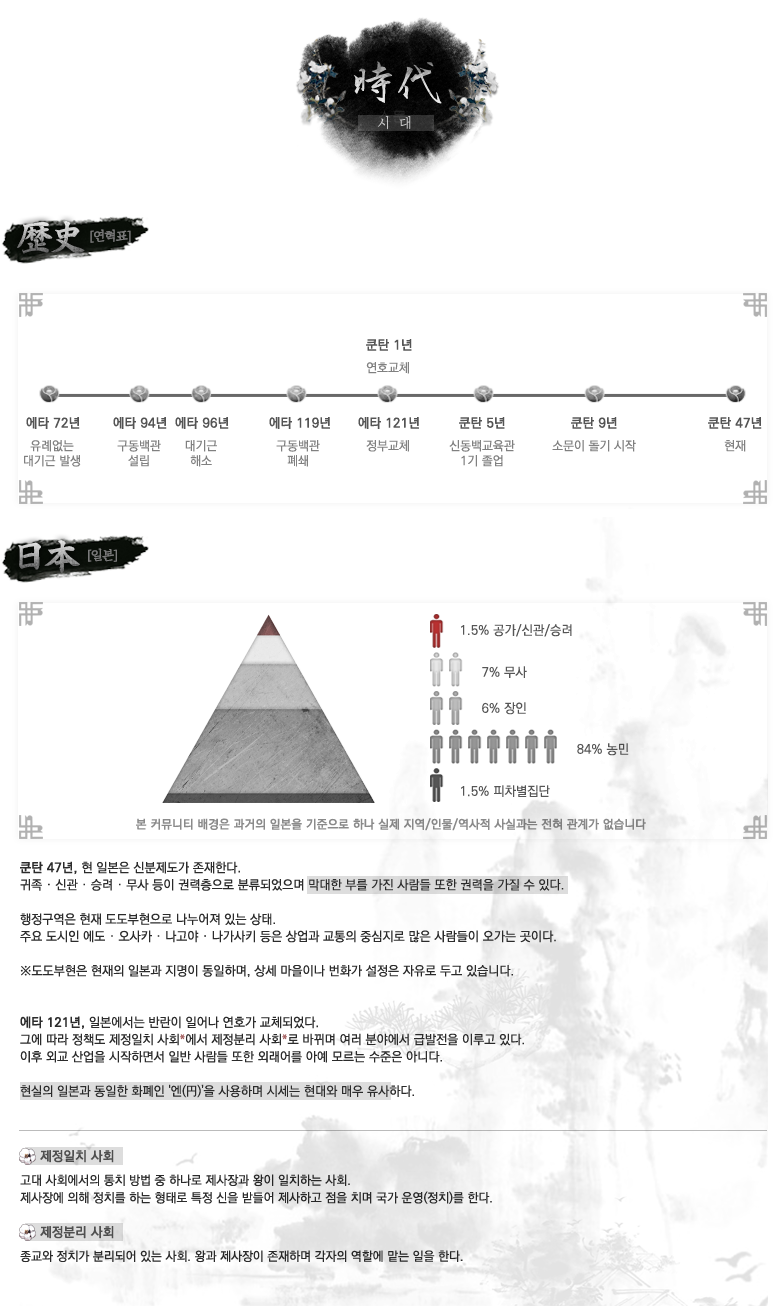 時代
시 대
歷史 [연혁표]
쿤탄 1년
연호교체
에타 72년 에타 94년 에타 96년 에타 119년 에타 121년 쿤탄 5년 쿤탄 9년 쿤탄 47년
유례없는 구동백관 대기근 구동백관 정부교체 신동백교육관 소문이 돌기 시작 현재
대기근 발생 설립 해소 폐쇄 1기 졸업
日本 [일본]
1.5% 공가/신관/승려
7% 무사
6% 장인
84% 농민
1.5% 피차별집단
본 커뮤니티 배경은 과거의 일본을 기준으로 하나 실제 지역/인물/역사적 사실과는 전혀 관계가 없습니다
쿤탄 47년, 현 일본은 신분제도가 존재한다.
귀족 · 신관 · 승려 · 무사 등이 권력층으로 분류되었으며 막대한 부를 가진 사람들 또한 권력을 가질 수 있다.
행정구역은 현재 도도부현으로 나누어져 있는 상태.
주요 도시인 에도 · 오사카 · 나고야 · 나가사키 등은 상업과 교통의 중심지로 많은 사람들이 오가는 곳이다.
※도도부현은 현재의 일본과 지명이 동일하며, 상세 마을이나 번화가 설정은 자유로 두고 있습니다.
에타 121년, 일본에서는 반란이 일어나 연호가 교체되었다.
그에 따라 정책도 제정일치 사회*에서 제정분리 사회*로 바뀌며 여러 분야에서 급발전을 이루고 있다.
이후 외교 산업을 시작하면서 일반 사람들 또한 외래어를 아예 모르는 수준은 아니다.
현실의 일본과 동일한 화폐인 '엔(円)'을 사용하며 시세는 현대와 매우 유사하다.
제정일치 사회
고대 사회에서의 통치 방법 중 하나로 제사장과 왕이 일치하는 사회.
제사장에 의해 정치를 하는 형태로 특정 신을 받들어 제사하고 점을 치며 국가 운영(정치)를 한다.
제정분리 사회
종교와 정치가 분리되어 있는 사회. 왕과 제사장이 존재하며 각자의 역할에 맡는 일을 한다.